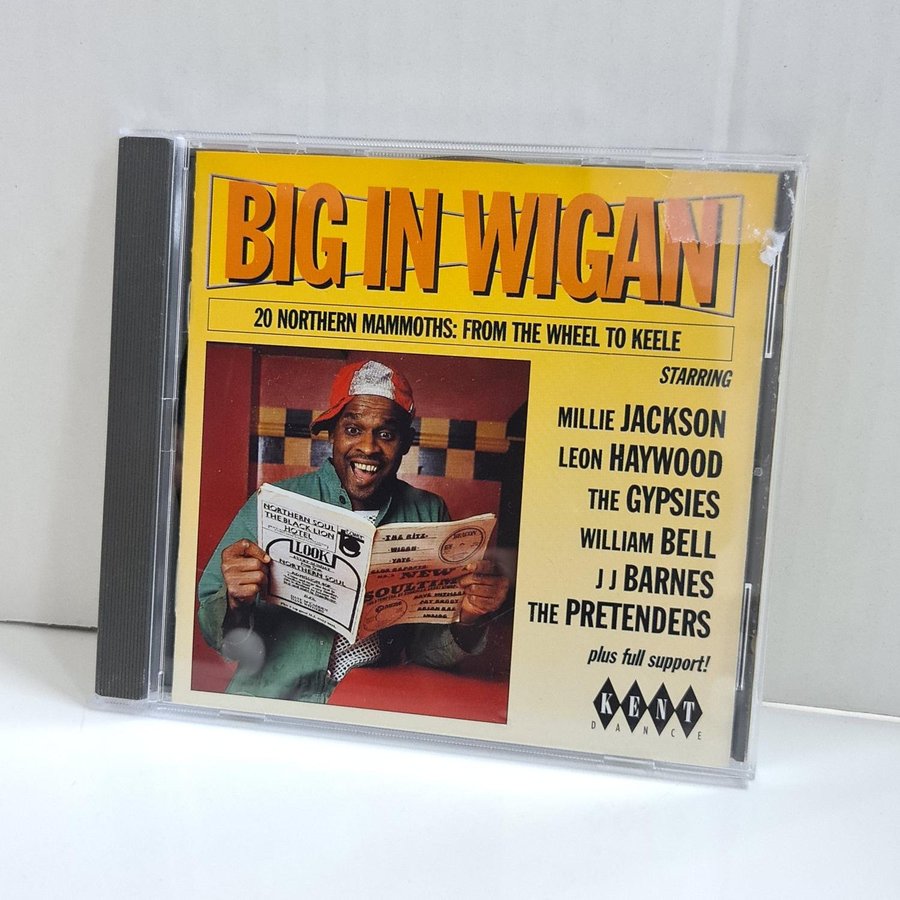 BIG IN WIGAN
20 NORTHERN MAMMOTHS: FROM THE WHEEL TO KEELE
STARRING
MILLIE JACKSON
LEON HAYWOOD
THE GYPSIES
WILLIAM BELL
J J BARNES
THE PRETENDERS
plus full support!
KENT
DANCE
NORTHERN SOUL
THE BLACK LION
HOTEL
LOOK
NORTHERN SOUL
THE RITZ
WIGAN
NEW
SOULTIME